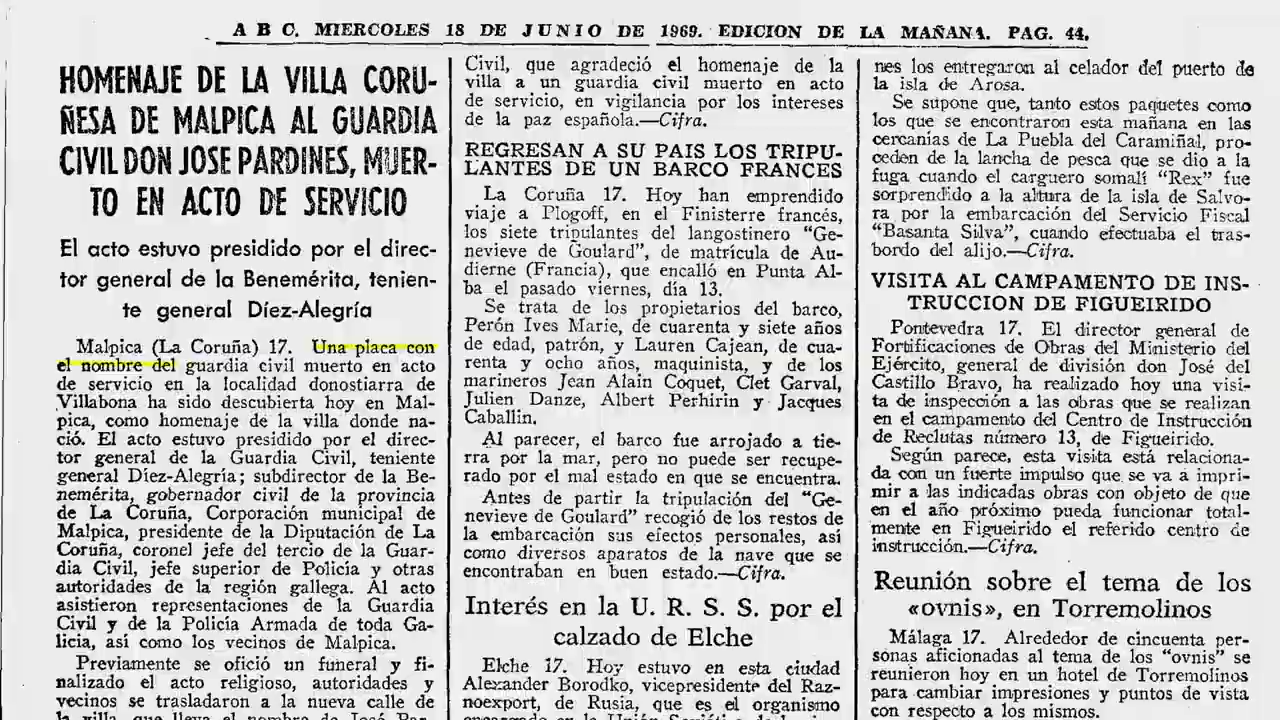 A B C. MIERCOLES 18 DE JUNIO DE 1969. EDICION DE LA MAÑANA. PAG. 44.
HOMENAJE DE LA VILLA CORU-
ÑESA DE MALPICA AL GUARDIA
CIVIL DON JOSE PARDINES, MUER-
TO EN ACTO DE SERVICIO
El acto estuvo presidido por el direc-
tor general de la Benemérita, tenien-
te general Díez-Alegría
Malpica (La Coruña) 17. Una placa con
el nombre del guardia civil muerto en acto
de servicio en la localidad donostiarra de
Villabona ha sido descubierta hoy en Mal-
pica, como homenaje de la villa donde na-
ció. El acto estuvo presidido por el direc-
tor general de la Guardia Civil, teniente
general Díez-Alegría; subdirector de la Be-
nemérita, gobernador civil de la provincia
de La Coruña, Corporación municipal de
Malpica, presidente de la Diputación de La
Coruña, coronel jefe del tercio de la Guar-
dia Civil, jefe superior de Policía y otras
autoridades de la región gallega. Al acto
asistieron representaciones de la Guardia
Civil y de la Policía Armada de toda Ga-
licia, así como los vecinos de Malpica.
Previamente se ofició un funeral y fi-
nalizado el acto religioso, autoridades y
vecinos se trasladaron a la nueva calle de
la villa, que lleva el nombre de José Par-
Civil, que agradeció el homenaje de la
villa a un guardia civil muerto en acto
de servicio, en vigilancia por los intereses
de la paz española.—Cifra.
REGRESAN A SU PAIS LOS TRIPU-
LANTES DE UN BARCO FRANCES
La Coruña 17. Hoy han emprendido
viaje a Plogoff, en el Finisterre francés,
los siete tripulantes del langostinero "Ge-
nevieve de Goulard", de matrícula de Au-
dierne (Francia), que encalló en Punta Al-
ba el pasado viernes, día 13.
Se trata de los propietarios del barco,
Perón Ives Marie, de cuarenta y siete años
de edad, patrón, y Lauren Cajean, de cua-
renta y ocho años, maquinista, y de los
marineros Jean Alain Coquet, Clet Garval,
Julien Danze, Albert Perhirin y Jacques
Caballin.
Al parecer, el barco fue arrojado a tie-
rra por la mar, pero no puede ser recupe-
rado por el mal estado en que se encuentra.
Antes de partir la tripulación del "Ge-
nevieve de Goulard" recogió de los restos de
la embarcación sus efectos personales, así
como diversos aparatos de la nave que se
encontraban en buen estado.—Cifra.
Interés en la U. R. S. S. por el
calzado de Elche
Elche 17. Hoy estuvo en esta ciudad
Alexander Borodko, vicepresidente del Raz-
noexport, de Rusia, que es el organismo
nes los entregaron al celador del puerto de
la isla de Arosa.
Se supone que, tanto estos paquetes como
los que se encontraron esta mañana en las
cercanías de La Puebla del Caramiñal, pro-
ceden de la lancha de pesca que se dio a la
fuga cuando el carguero somalí "Rex" fue
sorprendido a la altura de la isla de Salvo-
ra por la embarcación del Servicio Fiscal
"Basanta Silva", cuando efectuaba el tras-
bordo del alijo.—Cifra.
VISITA AL CAMPAMENTO DE INS-
TRUCCION DE FIGUEIRIDO
Pontevedra 17. El director general de
Fortificaciones de Obras del Ministerio del
Ejército, general de división don José del
Castillo Bravo, ha realizado hoy una visi-
ta de inspección a las obras que se realizan
en el campamento del Centro de Instrucción
de Reclutas número 13, de Figueirido.
Según parece, esta visita está relaciona-
da con un fuerte impulso que se va a impri-
mir a las indicadas obras con objeto de que
en el año próximo pueda funcionar total-
mente en Figueirido el referido centro de
instrucción.—Cifra.
Reunión sobre el tema de los
«ovnis», en Torremolinos
Málaga 17. Alrededor de cincuenta per-
sonas aficionadas al tema de los "ovnis" se
reunieron hoy en un hotel de Torremolinos
para cambiar impresiones y puntos de vista
con respecto a los mismos.